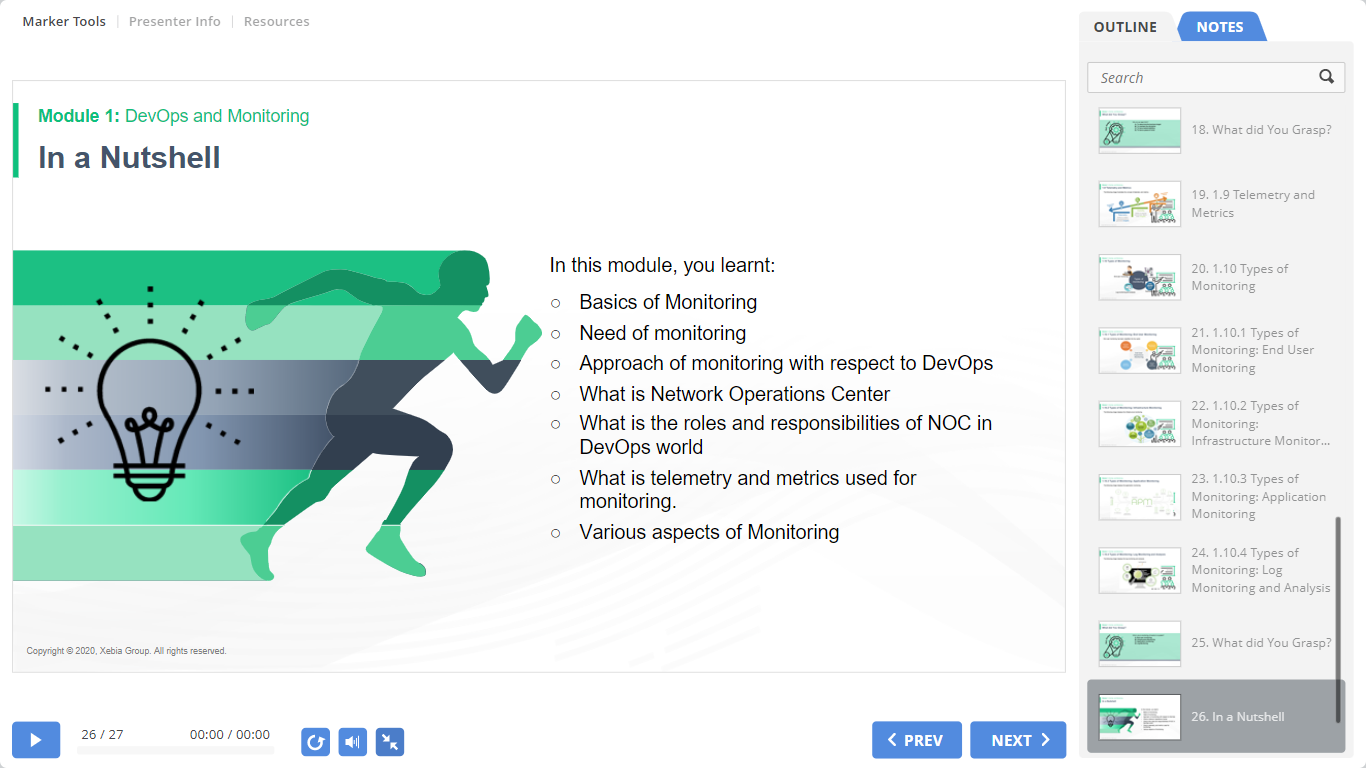 Marker Tools
Presenter Info
Resources
OUTLINE
NOTES
Search
Module 1: DevOps and Monitoring
In a Nutshell
In this module, you learnt:
Basics of Monitoring
Need of monitoring
Approach of monitoring with respect to DevOps
What is Network Operations Center
What is the roles and responsibilities of NOC in
DevOps world
What is telemetry and metrics used for
monitoring.
Various aspects of Monitoring
Copyright © 2020, Xebia Group. All rights reserved.
18. What did You Grasp?
19. 1.9 Telemetry and
Metrics
20. 1.10 Types of
Monitoring
21. 1.10.1 Types of
Monitoring: End User
Monitoring
22. 1.10.2 Types of
Monitoring:
Infrastructure Monitor...
23. 1.10.3 Types of
Monitoring: Application
Monitoring
24. 1.10.4 Types of
Monitoring: Log
Monitoring and Analysis
25. What did You Grasp?
26. In a Nutshell
26 / 27
00:00 / 00:00
PREV
NEXT